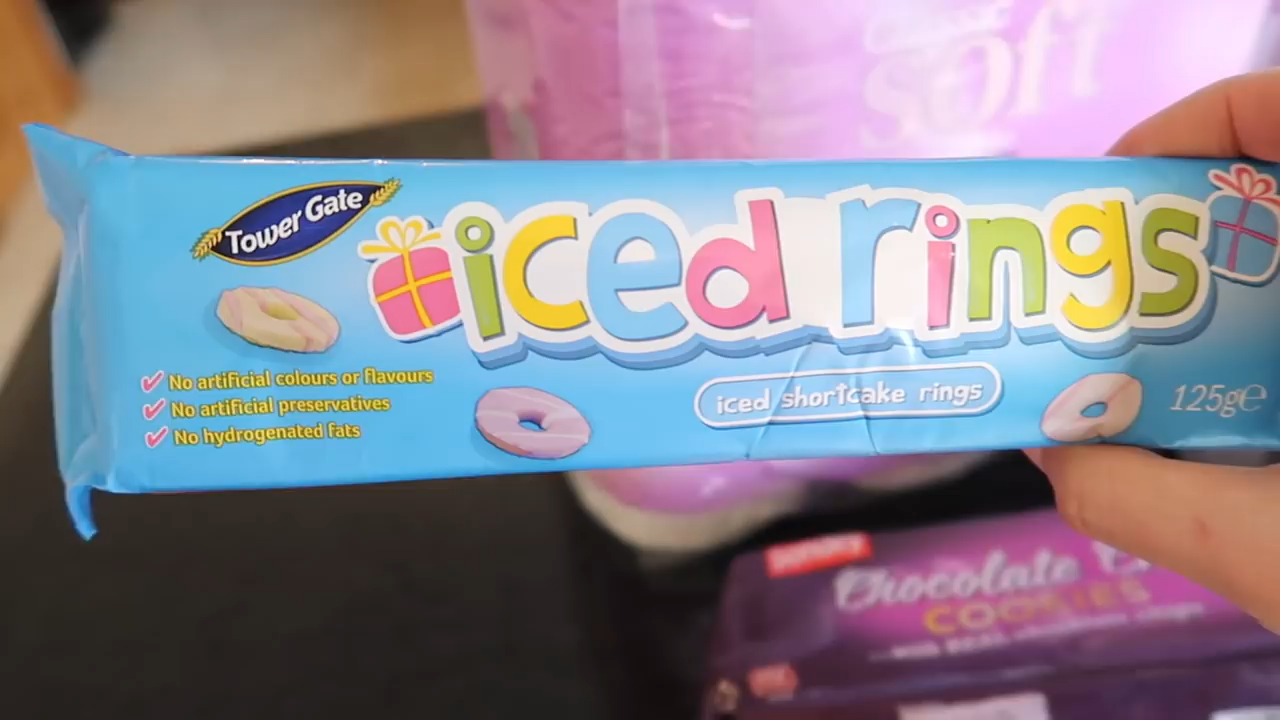 Soft
Tower Gate
iced rings
iced shortcake rings
125g℮
✓ No artificial colours or flavours
✓ No artificial preservatives
✓ No hydrogenated fats
Chocolate
COOKIES